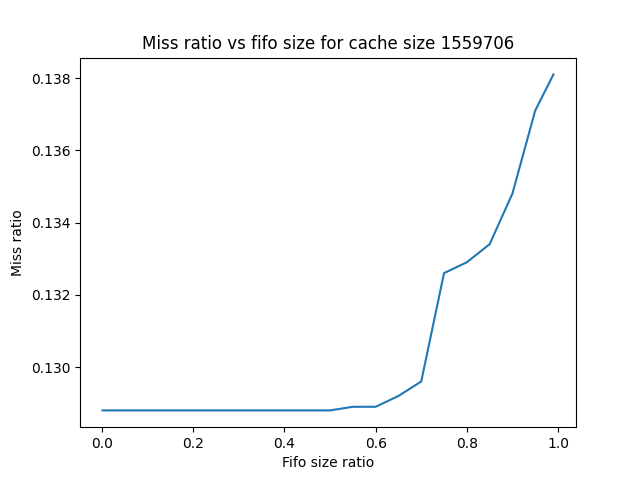 Miss ratio vs fifo size for cache size 1559706
0.138
0.136
0.134
0.132
0.130
Miss ratio
0.0 0.2 0.4 0.6 0.8 1.0
Fifo size ratio